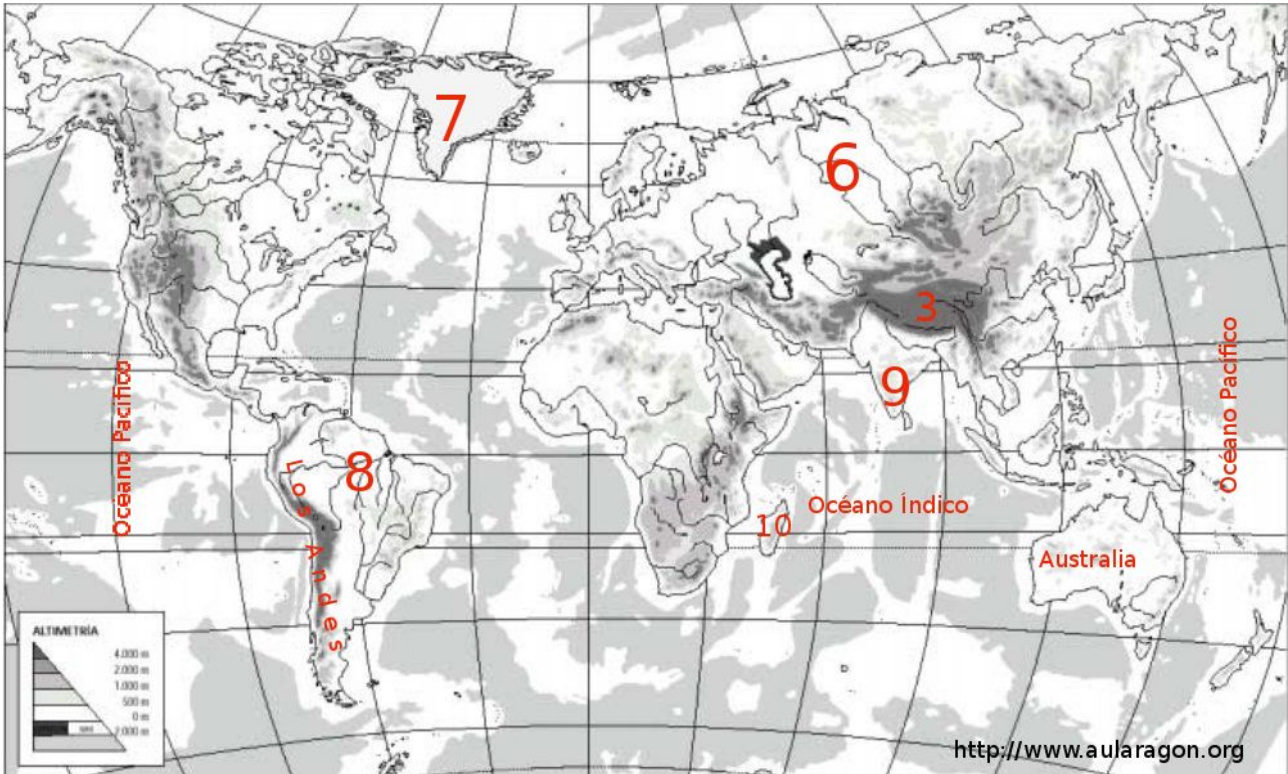 7
6
3
9
8
10
Océano Pacífico
Los Andes
Océano Índico
Australia
Océano Pacífico
ALTIMETRÍA
4.000 m
2.000 m
1.000 m
500 m
0 m
2.000 m
http://www.aularagon.org